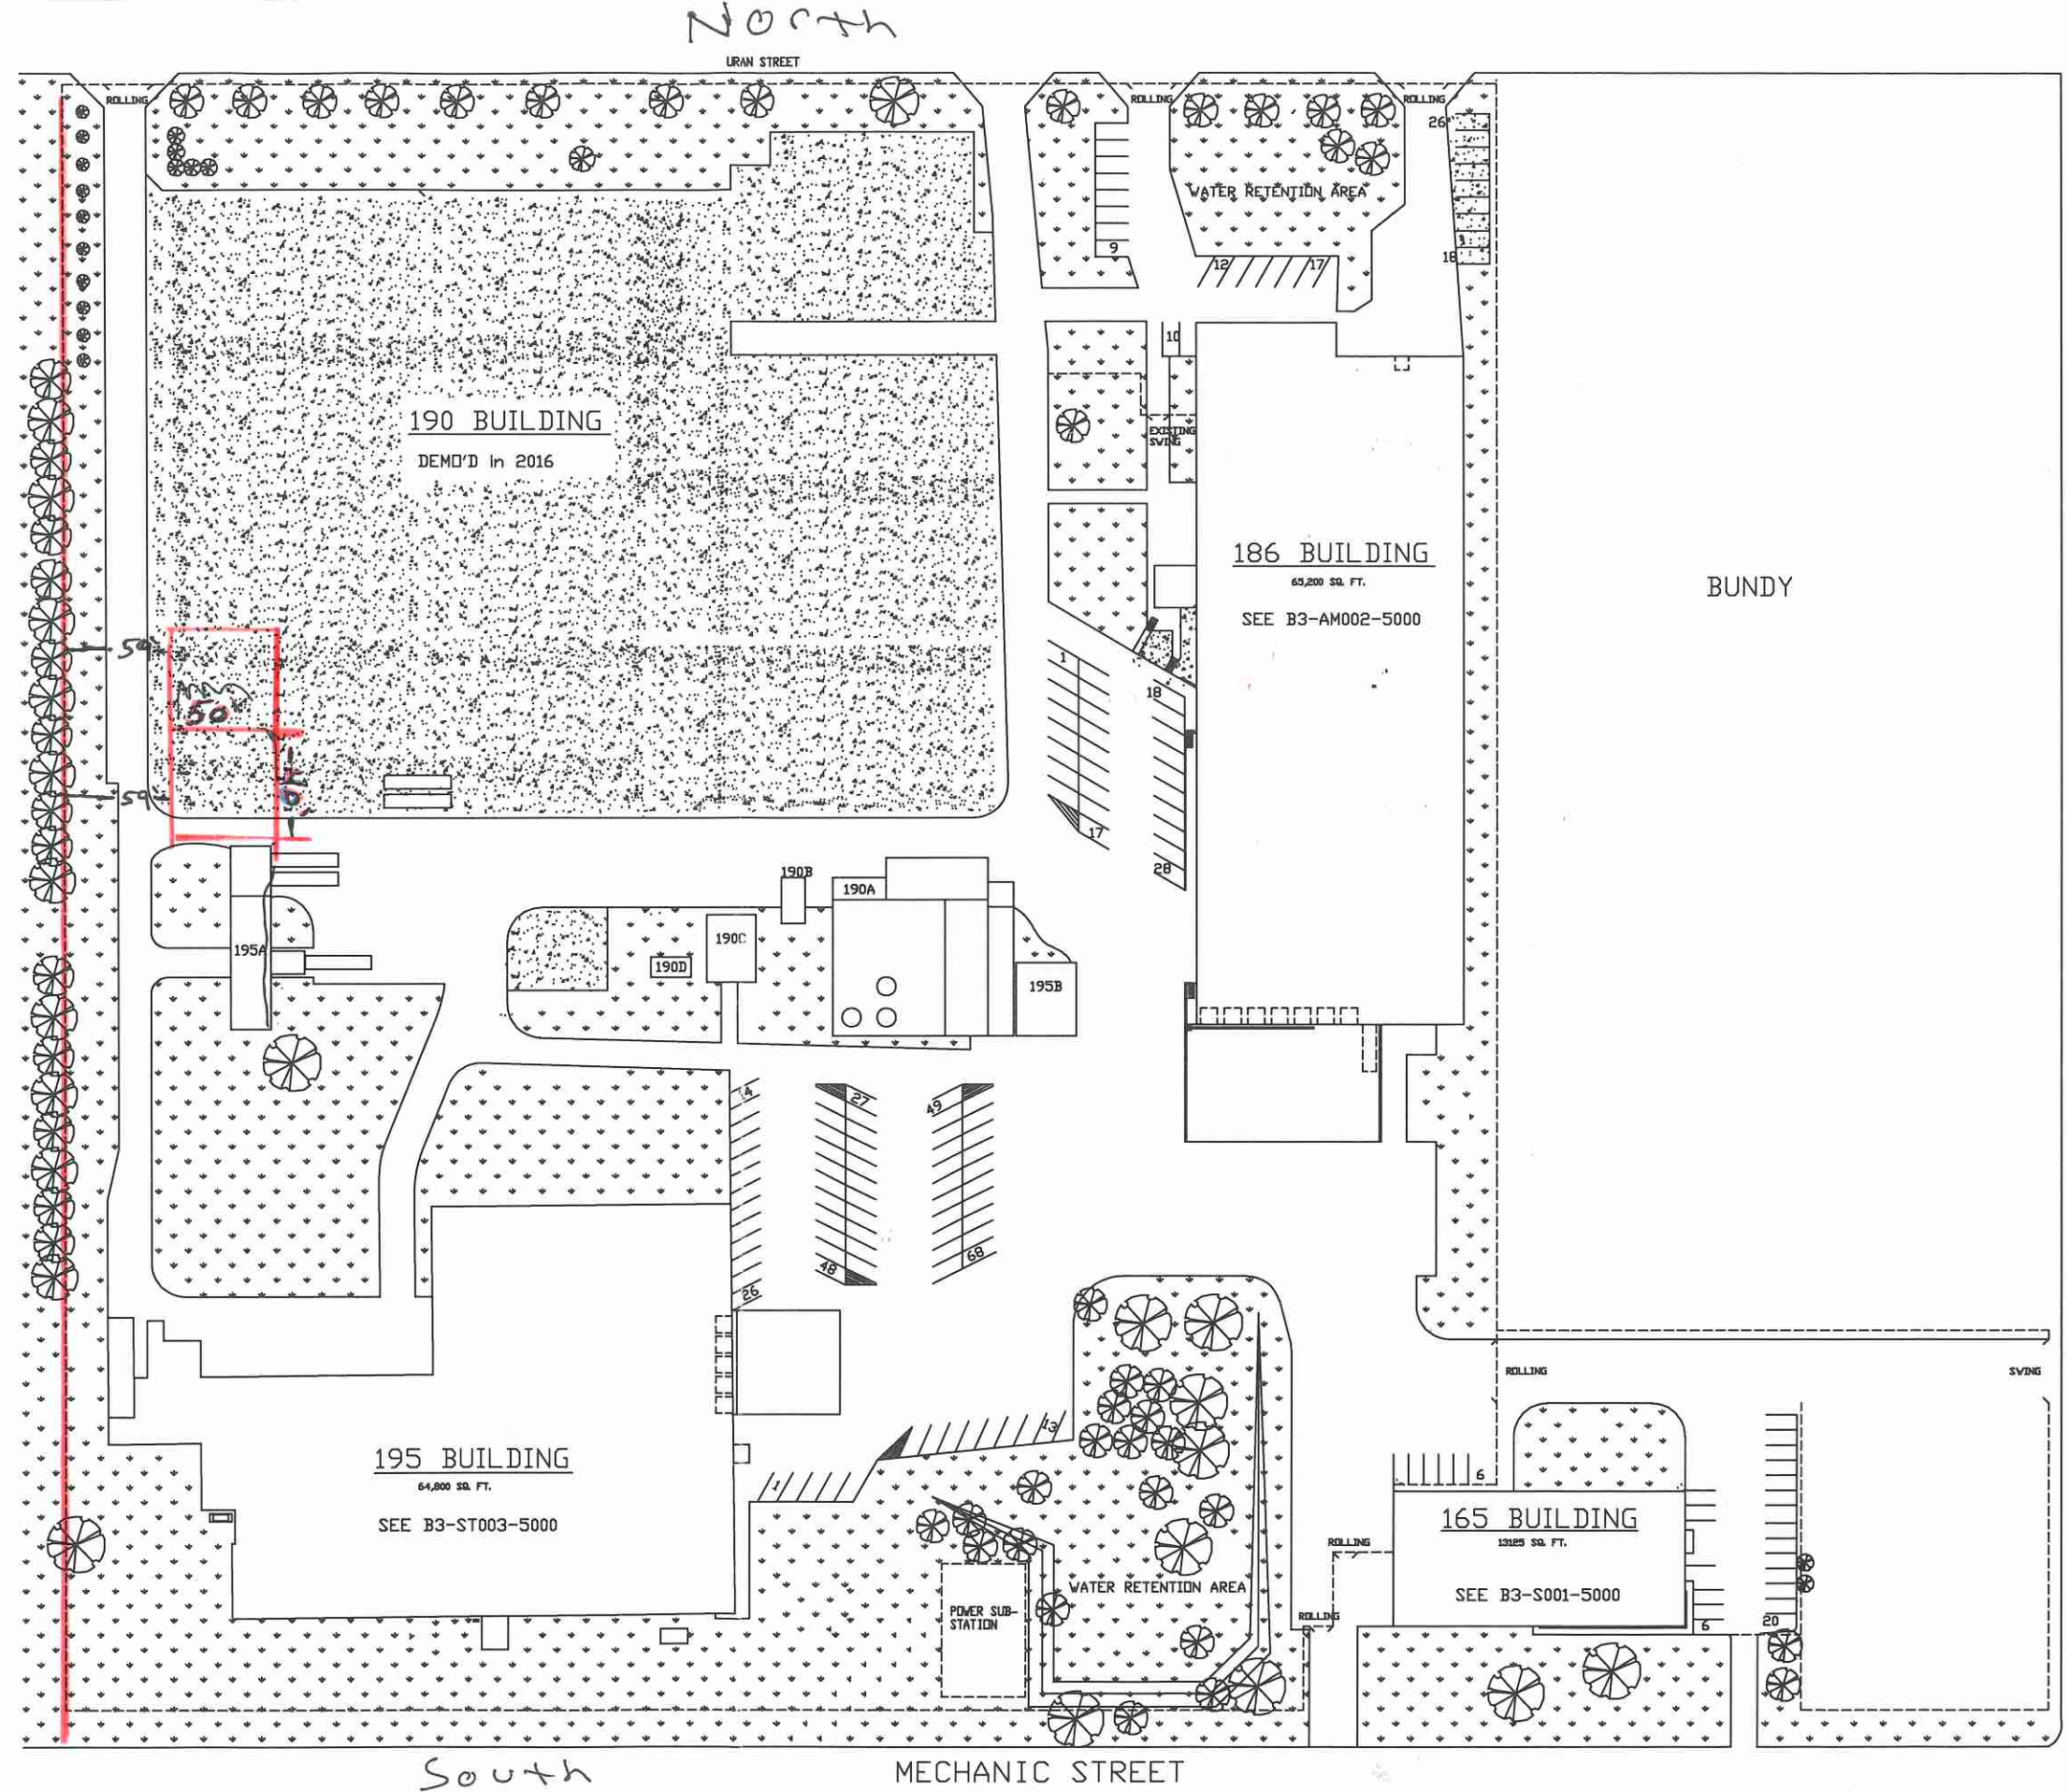 North
URAN STREET
ROLLING
ROLLING
ROLLING
26
WATER RETENTION AREA
9
12
17
18
10
190 BUILDING
DEMO'D in 2016
EXISTING
SWING
186 BUILDING
65,200 SQ. FT.
SEE B3-AM002-5000
BUNDY
59'
1
18
50'
59'
17
28
190B
190A
190C
190D
195A
195B
14
27
49
48
68
26
ROLLING
SWING
13
195 BUILDING
64,800 SQ. FT.
SEE B3-ST003-5000
1
6
165 BUILDING
13125 SQ. FT.
SEE B3-S001-5000
ROLLING
WATER RETENTION AREA
POWER SUB-
STATION
ROLLING
6
20
South
MECHANIC STREET